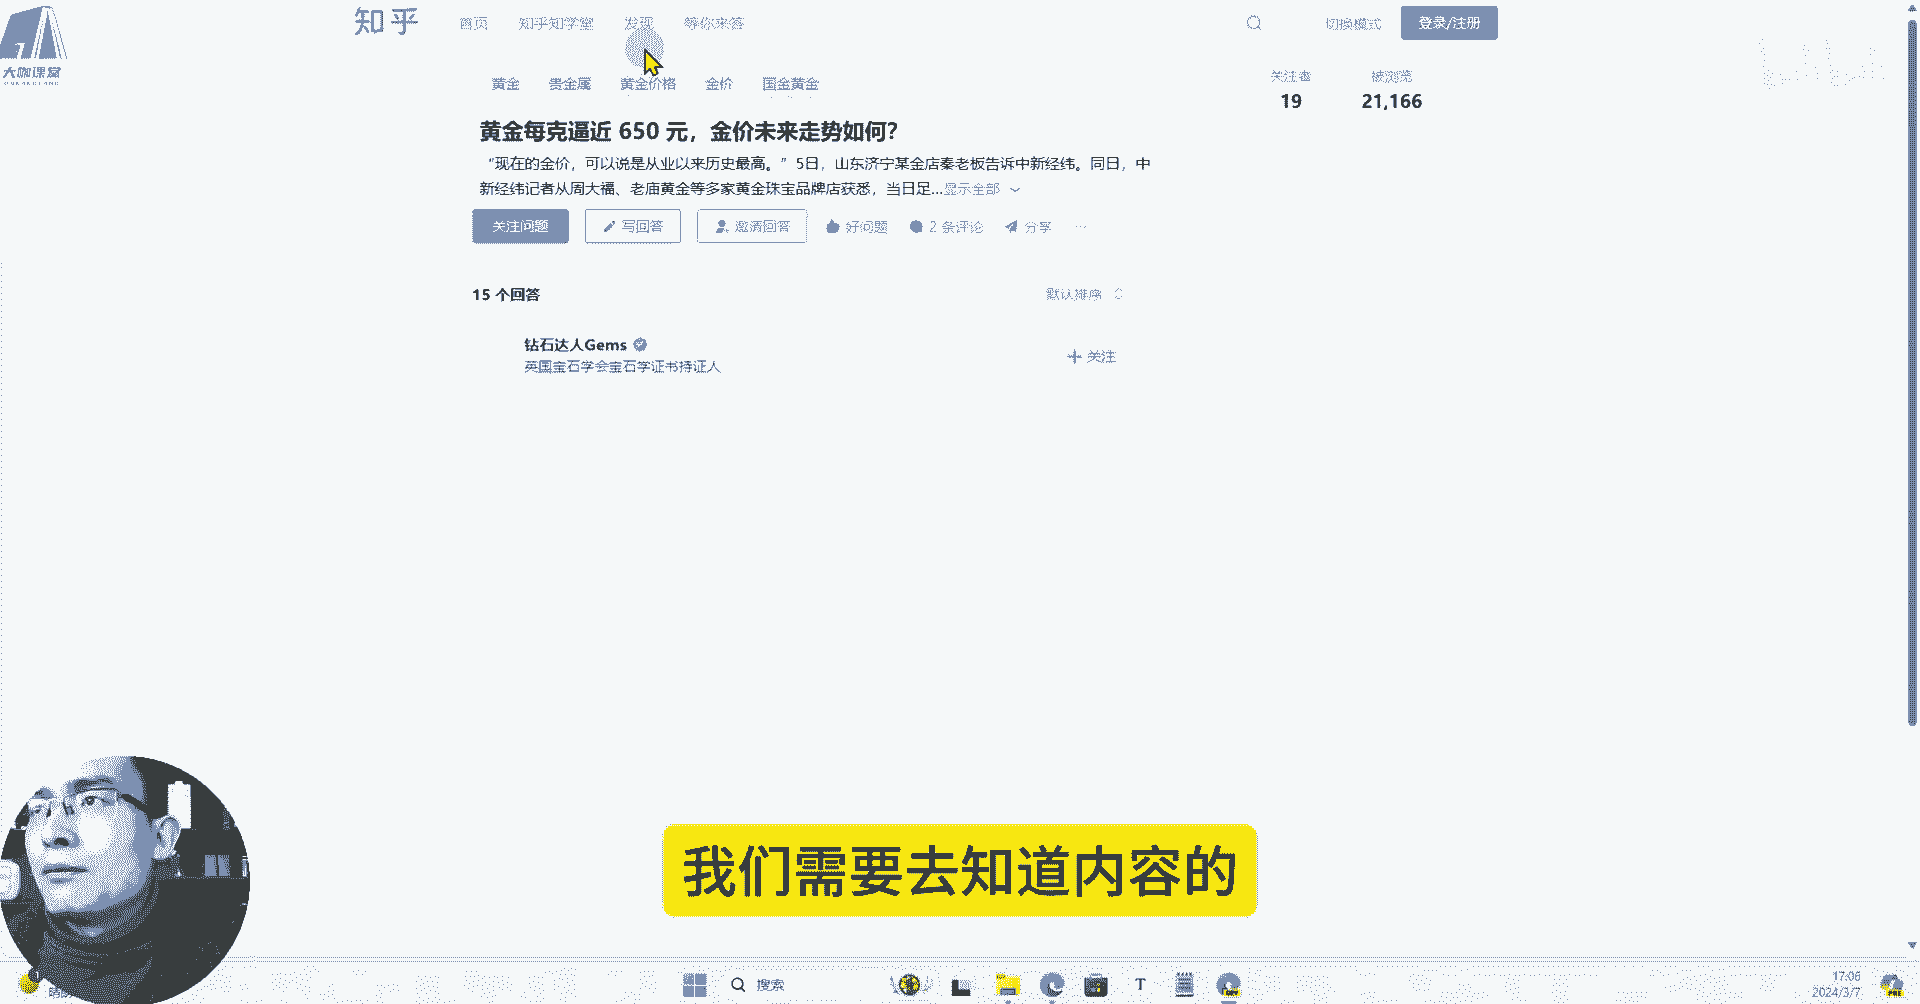 大咖课堂
知乎
首页 知乎知学堂 发现 等你来答
切换模式
登录/注册
黄金 贵金属 黄金价格 金价 国金黄金
关注者 被浏览
19 21,166
黄金每克逼近 650 元，金价未来走势如何？
“现在的金价，可以说是从业以来历史最高。”5日，山东济宁某金店秦老板告诉中新经纬。同日，中
新经纬记者从周大福、老庙黄金等多家黄金珠宝品牌店获悉，当日足...显示全部
关注问题 写回答 邀请回答 好问题 2 条评论 分享 ...
15 个回答 默认排序
钻石达人Gems
英国宝石学会宝石学证书持证人
+ 关注
我们需要去知道内容的
搜索
17:06
2024/3/7